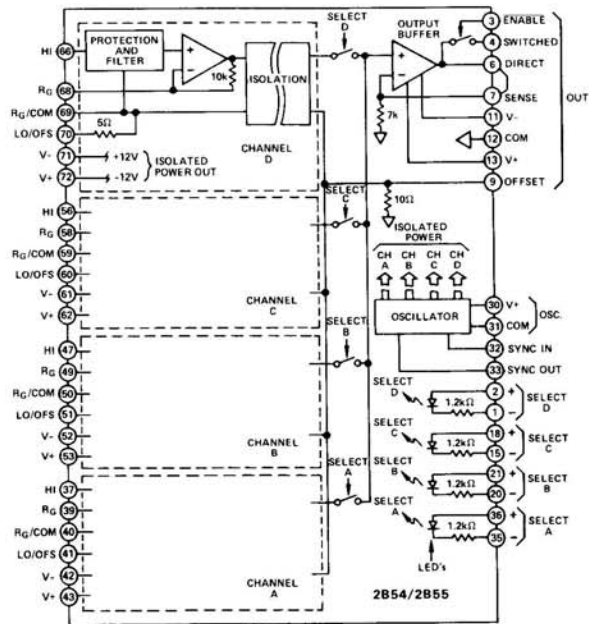 SELECT D
OUTPUT BUFFER
3 ENABLE
4 SWITCHED
6 DIRECT
7 SENSE
11 V-
12 COM
13 V+
9 OFFSET
OUT
HI 66
PROTECTION AND FILTER
+
-
10k
ISOLATION
RG 68
RG/COM 69
5Ω
LO/OFS 70
CHANNEL D
V- 71 +12V
V+ 72 -12V
ISOLATED POWER OUT
+
-
7k
10Ω
SELECT C
HI 56
RG 58
RG/COM 59
LO/OFS 60
V- 61
V+ 62
CHANNEL C
ISOLATED POWER
CH A
CH B
CH C
CH D
OSCILLATOR
30 V+
31 COM
OSC.
32 SYNC IN
33 SYNC OUT
SELECT B
HI 47
RG 49
RG/COM 50
LO/OFS 51
V- 52
V+ 53
CHANNEL B
SELECT D 1.2kΩ 2 + 1 - SELECT D
SELECT C 1.2kΩ 18 + 15 - SELECT C
SELECT B 1.2kΩ 21 + 20 - SELECT B
SELECT A 1.2kΩ 36 + 35 - SELECT A
LED's
SELECT A
HI 37
RG 39
RG/COM 40
LO/OFS 41
V- 42
V+ 43
CHANNEL A
2B54/2B55